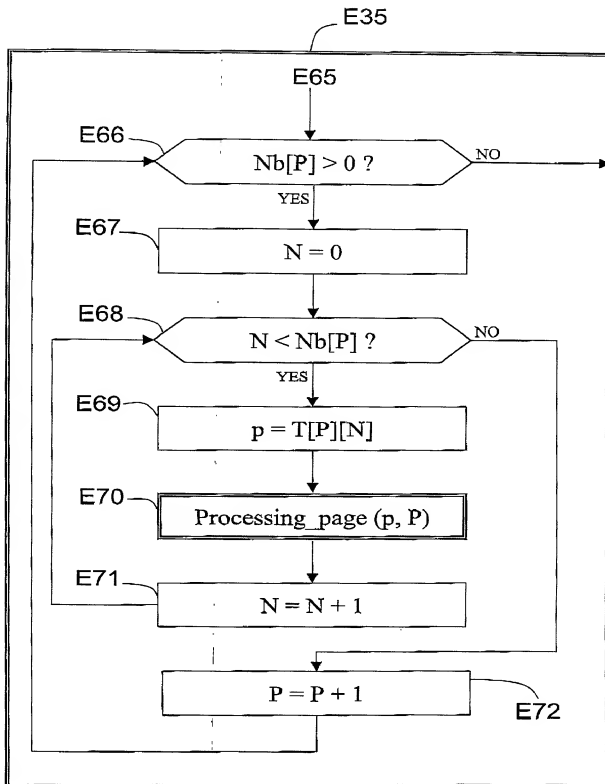 E35
E65
E66
Nb[P] > 0 ?
NO
YES
E67
N = 0
E68
N < Nb[P] ?
NO
YES
E69
p = T[P][N]
E70
Processing_page (p, P)
E71
N = N + 1
P = P + 1
E72